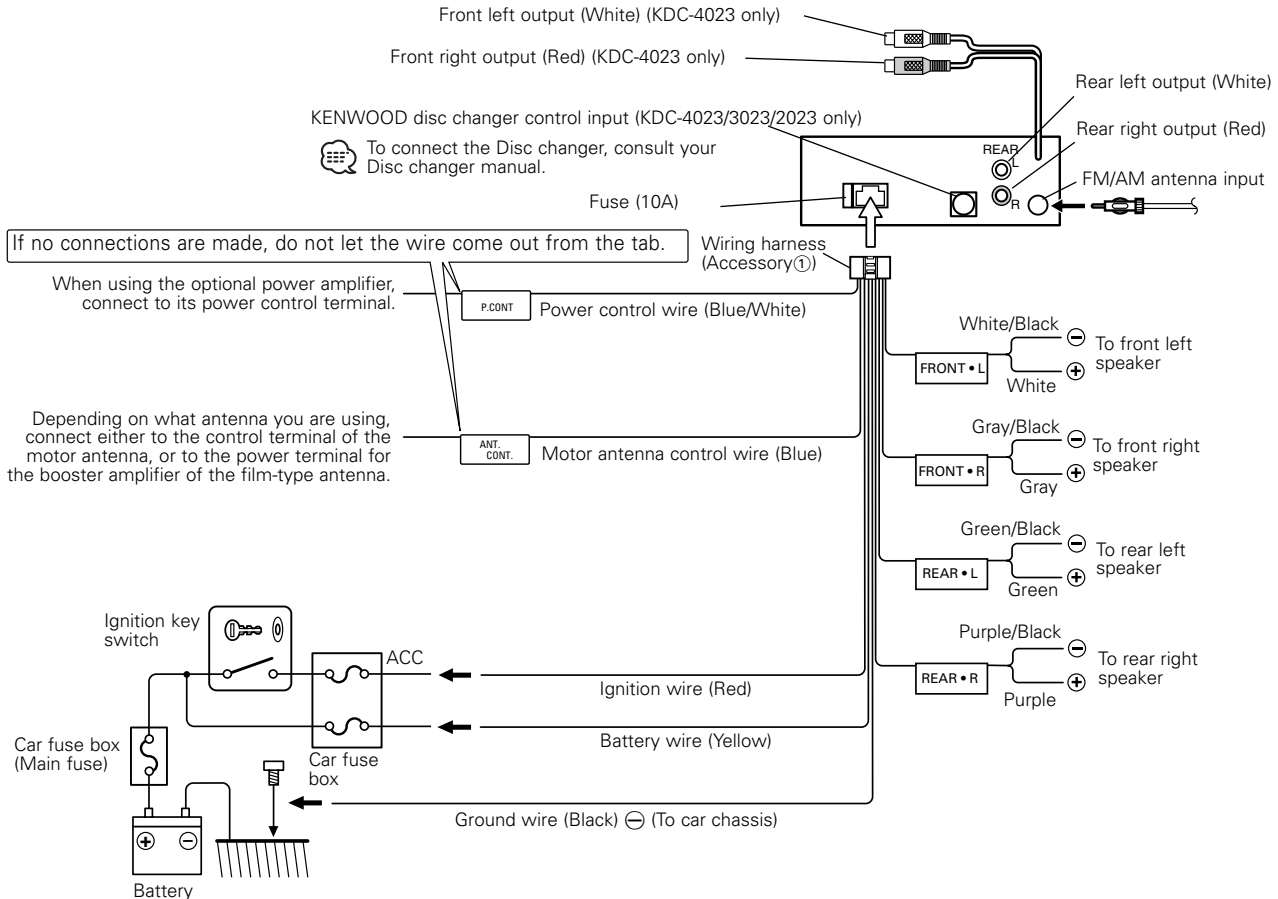 Front left output (White) (KDC-4023 only)
Front right output (Red) (KDC-4023 only)
Rear left output (White)
KENWOOD disc changer control input (KDC-4023/3023/2023 only)
Rear right output (Red)
To connect the Disc changer, consult your
Disc changer manual.
REAR
L
R
FM/AM antenna input
Fuse (10A)
If no connections are made, do not let the wire come out from the tab.
Wiring harness
(Accessory①)
When using the optional power amplifier,
connect to its power control terminal.
P.CONT
Power control wire (Blue/White)
White/Black
⊖
To front left
speaker
FRONT • L
⊕
White
Depending on what antenna you are using,
connect either to the control terminal of the
motor antenna, or to the power terminal for
the booster amplifier of the film-type antenna.
ANT.
CONT.
Motor antenna control wire (Blue)
Gray/Black
⊖
To front right
speaker
FRONT • R
⊕
Gray
Green/Black
⊖
To rear left
speaker
REAR • L
⊕
Green
Purple/Black
⊖
To rear right
speaker
REAR • R
⊕
Purple
Ignition key
switch
ACC
Ignition wire (Red)
Battery wire (Yellow)
Car fuse box
(Main fuse)
Car fuse
box
Ground wire (Black) ⊖ (To car chassis)
⊕ ⊖
Battery